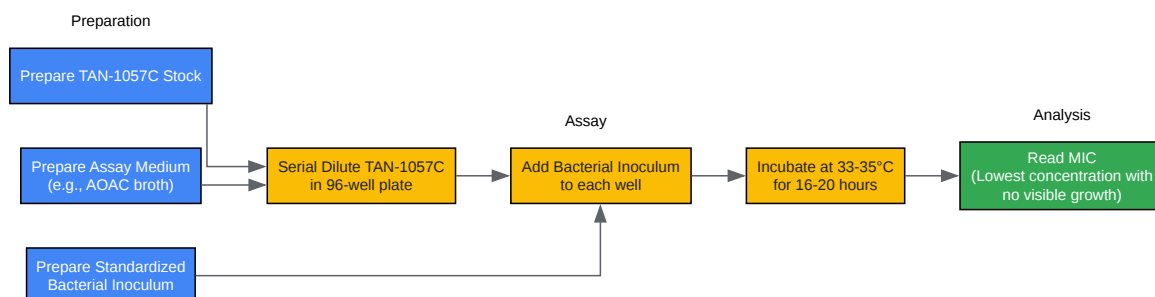 Preparation
Prepare TAN-1057C Stock
Prepare Assay Medium
(e.g., AOAC broth)
Prepare Standardized
Bacterial Inoculum
Serial Dilute TAN-1057C
in 96-well plate
Assay
Add Bacterial Inoculum
to each well
Incubate at 33-35°C
for 16-20 hours
Analysis
Read MIC
(Lowest concentration with
no visible growth)